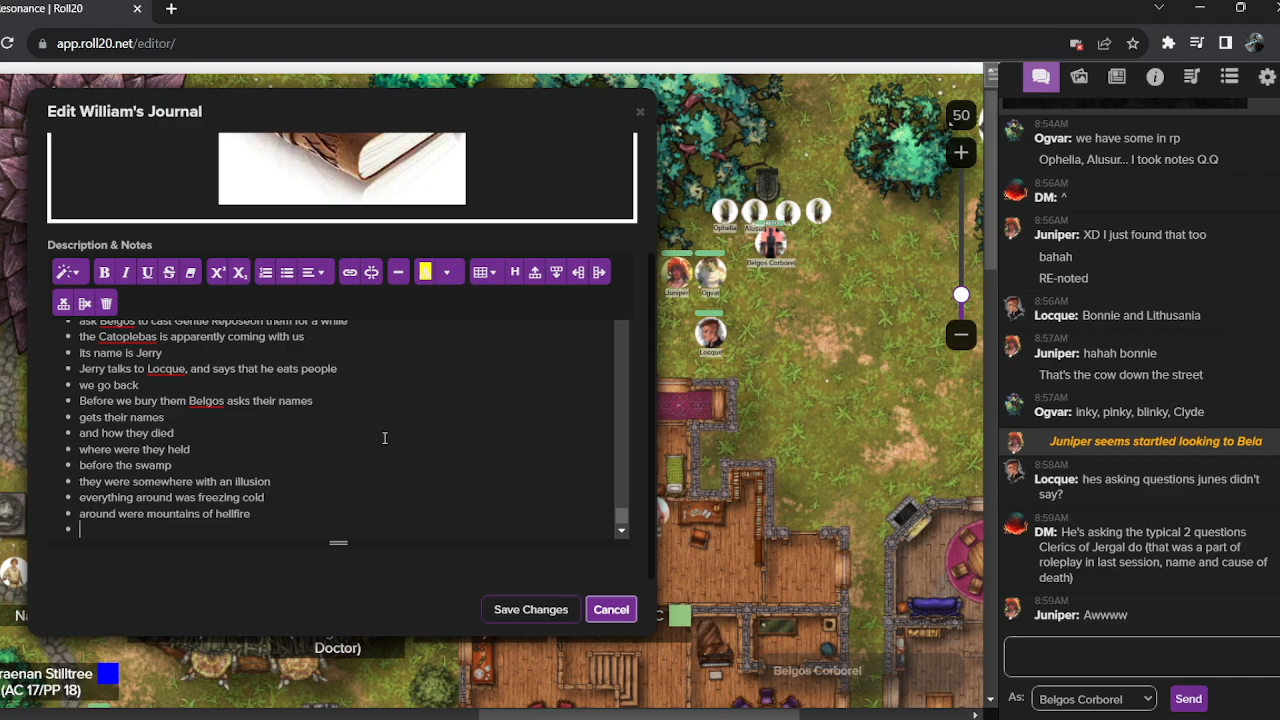 esonance | Roll20
app.roll20.net/editor/
Edit William's Journal
Description & Notes
ask Belgos to cast Gentle Reposeon them for a while
the Catoplebas is apparently coming with us
its name is Jerry
Jerry talks to Locque, and says that he eats people
we go back
Before we bury them Belgos asks their names
gets their names
and how they died
where were they held
before the swamp
they were somewhere with an illusion
everything around was freezing cold
around were mountains of hellfire
Save Changes
Cancel
Doctor)
raenan Stilltree
(AC 17/PP 18)
Na
C
50
Ophelia
Alusur
Belgos Corborel
Juniper
Ogvar
Locque
Belgos Corborel
8:54AM
Ogvar: we have some in rp
Ophelia, Alusur... I took notes Q.Q
8:56AM
DM: ^
8:56AM
Juniper: XD I just found that too
bahah
RE-noted
8:56AM
Locque: Bonnie and Lithusania
8:57AM
Juniper: hahah bonnie
That's the cow down the street
8:57AM
Ogvar: inky, pinky, blinky, Clyde
Juniper seems startled looking to Bela
8:58AM
Locque: hes asking questions junes didn't
say?
8:59AM
DM: He's asking the typical 2 questions
Clerics of Jergal do (that was a part of
roleplay in last session, name and cause of
death)
8:59AM
Juniper: Awwww
As:
Belgos Corborel
Send